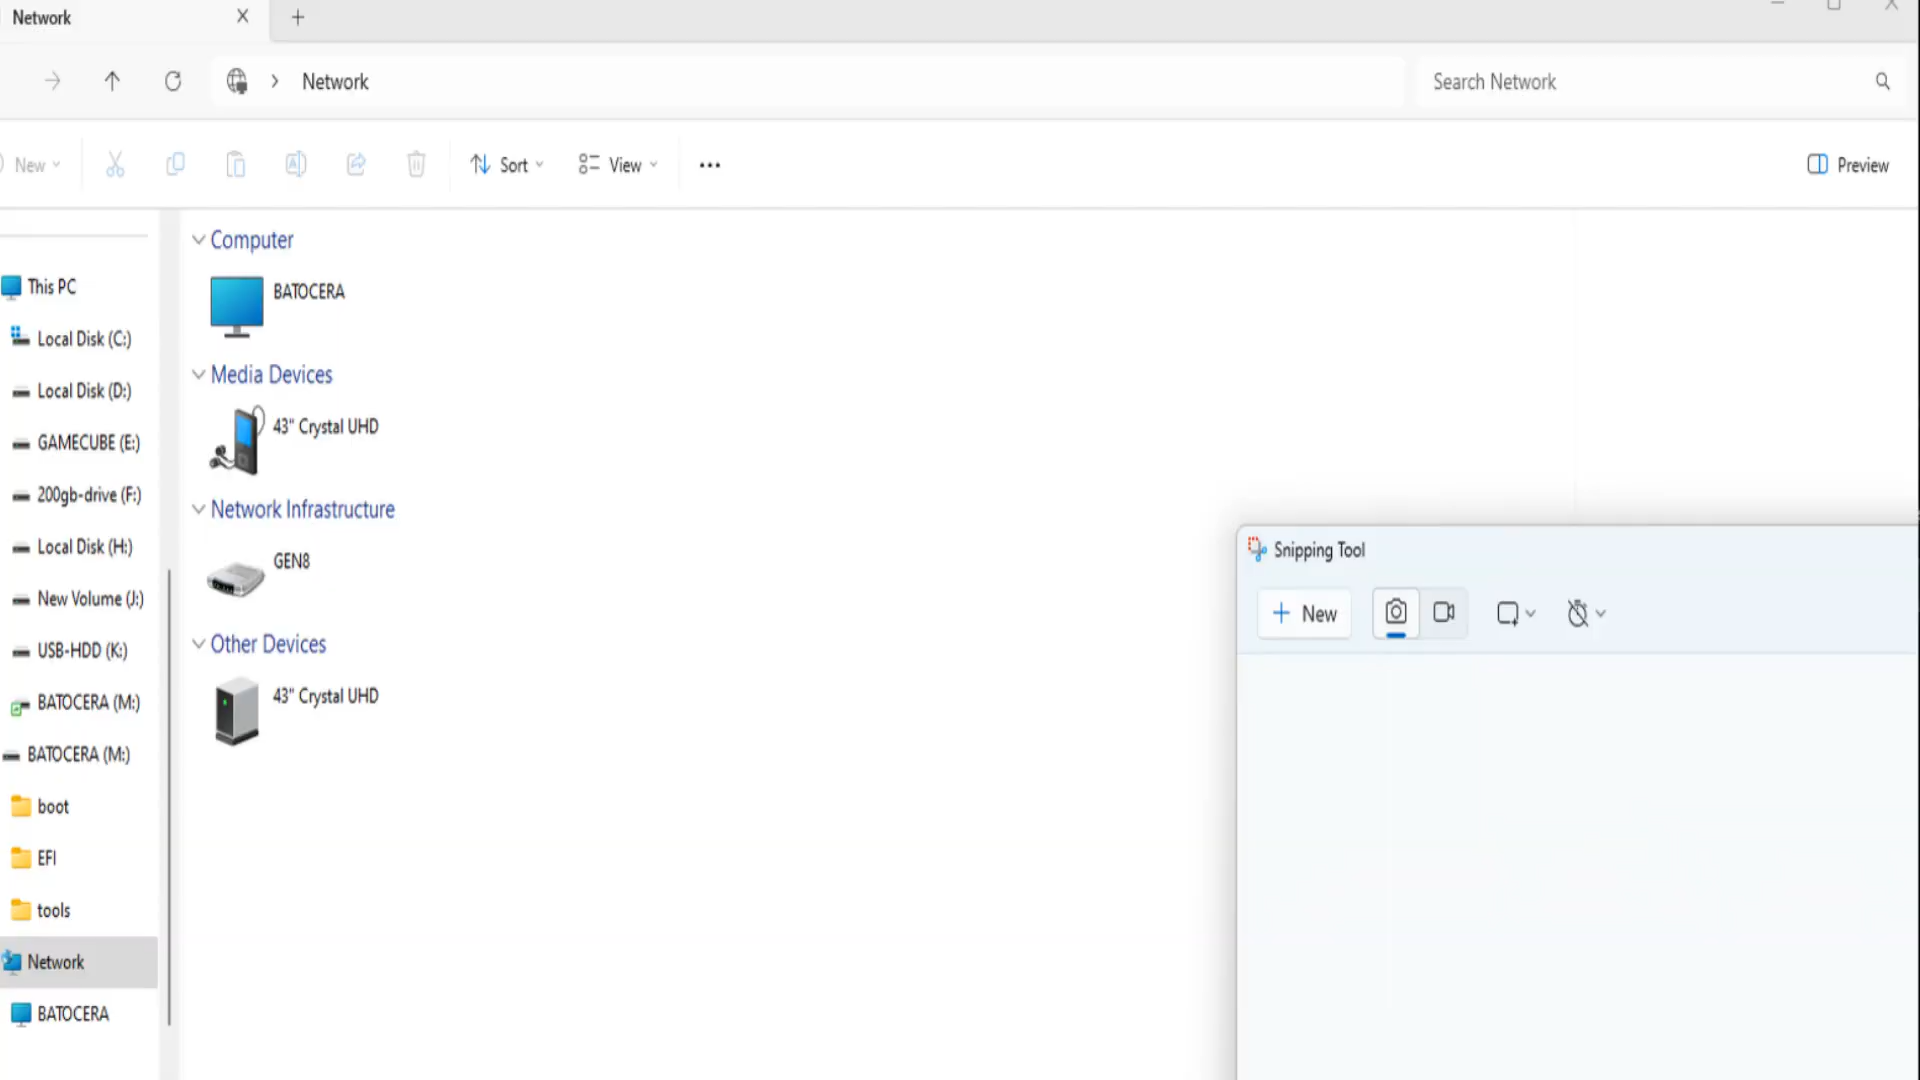 Network
Network
Search Network
New
Sort
View
Preview
This PC
Local Disk (C:)
Local Disk (D:)
GAMECUBE (E:)
200gb-drive (F:)
Local Disk (H:)
New Volume (J:)
USB-HDD (K:)
BATOCERA (M:)
BATOCERA (M:)
boot
EFI
tools
Network
BATOCERA
Computer
BATOCERA
Media Devices
43" Crystal UHD
Network Infrastructure
GEN8
Other Devices
43" Crystal UHD
Snipping Tool
New